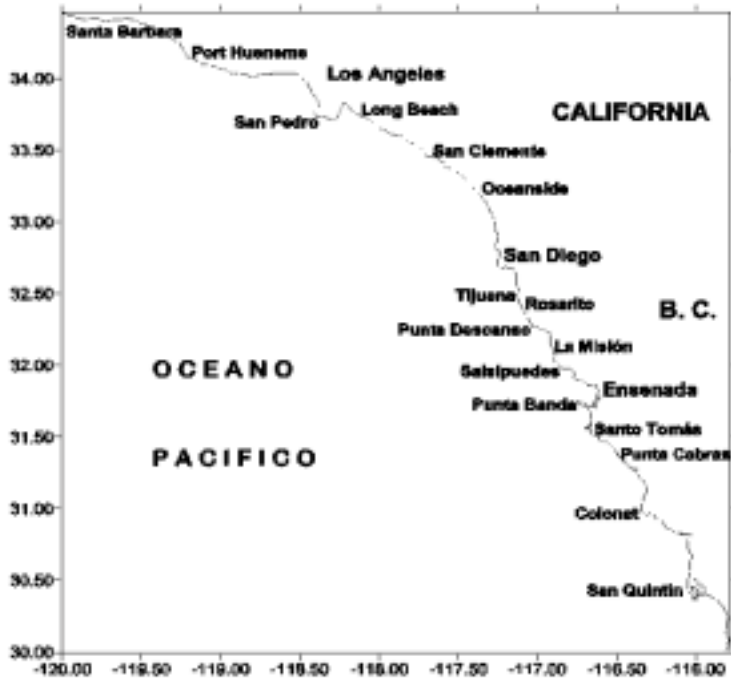 Santa Barbara
Port Hueneme
34.00
Los Angeles
Long Beach
CALIFORNIA
San Pedro
33.50
San Clemente
Oceanside
33.00
San Diego
32.50
Tijuana
Rosarito
B. C.
Punta Descanso
La Misión
32.00
OCEANO
Salsipuedes
Ensenada
Punta Banda
31.50
Santo Tomás
PACIFICO
Punta Cabras
31.00
Colonet
30.50
San Quintin
30.00
-120.00 -119.50 -119.00 -118.50 -118.00 -117.50 -117.00 -116.50 -116.00